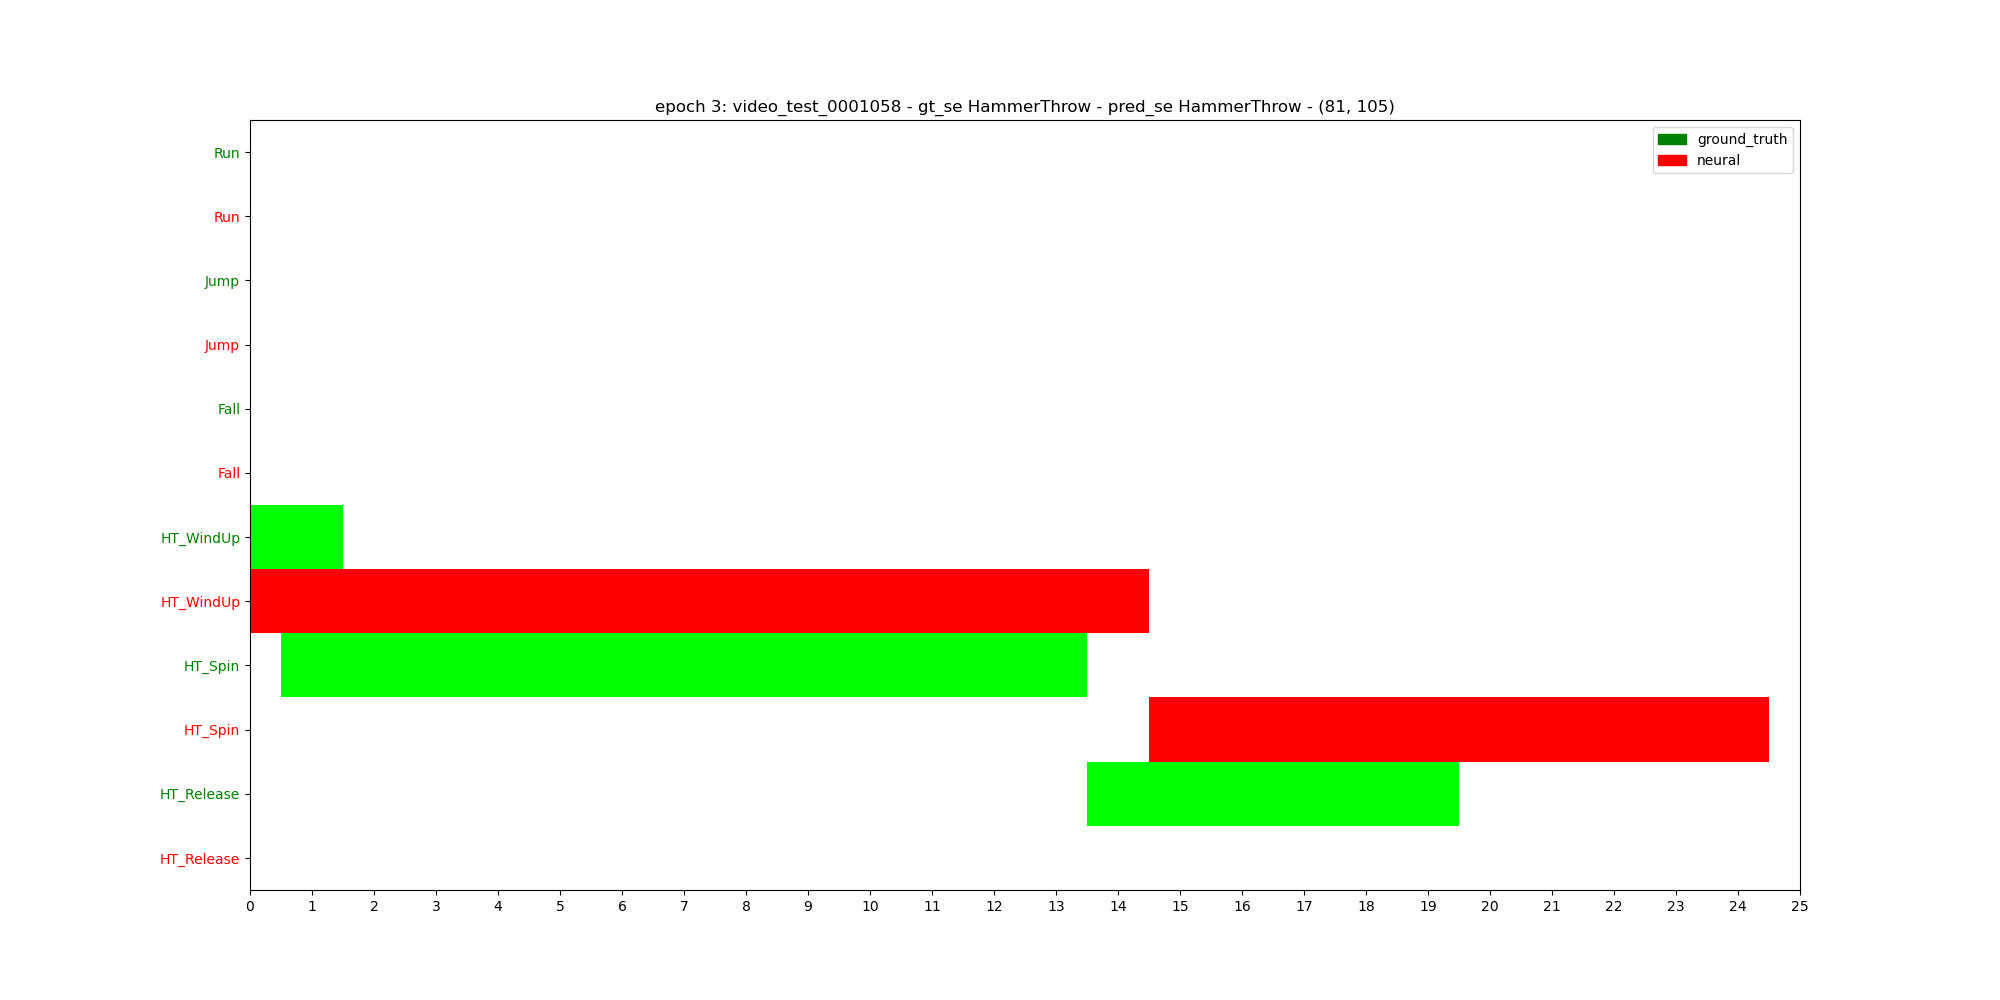 epoch 3: video_test_0001058 - gt_se HammerThrow - pred_se HammerThrow - (81, 105)
ground_truth
neural
Run
Run
Jump
Jump
Fall
Fall
HT_WindUp
HT_WindUp
HT_Spin
HT_Spin
HT_Release
HT_Release
0 1 2 3 4 5 6 7 8 9 10 11 12 13 14 15 16 17 18 19 20 21 22 23 24 25